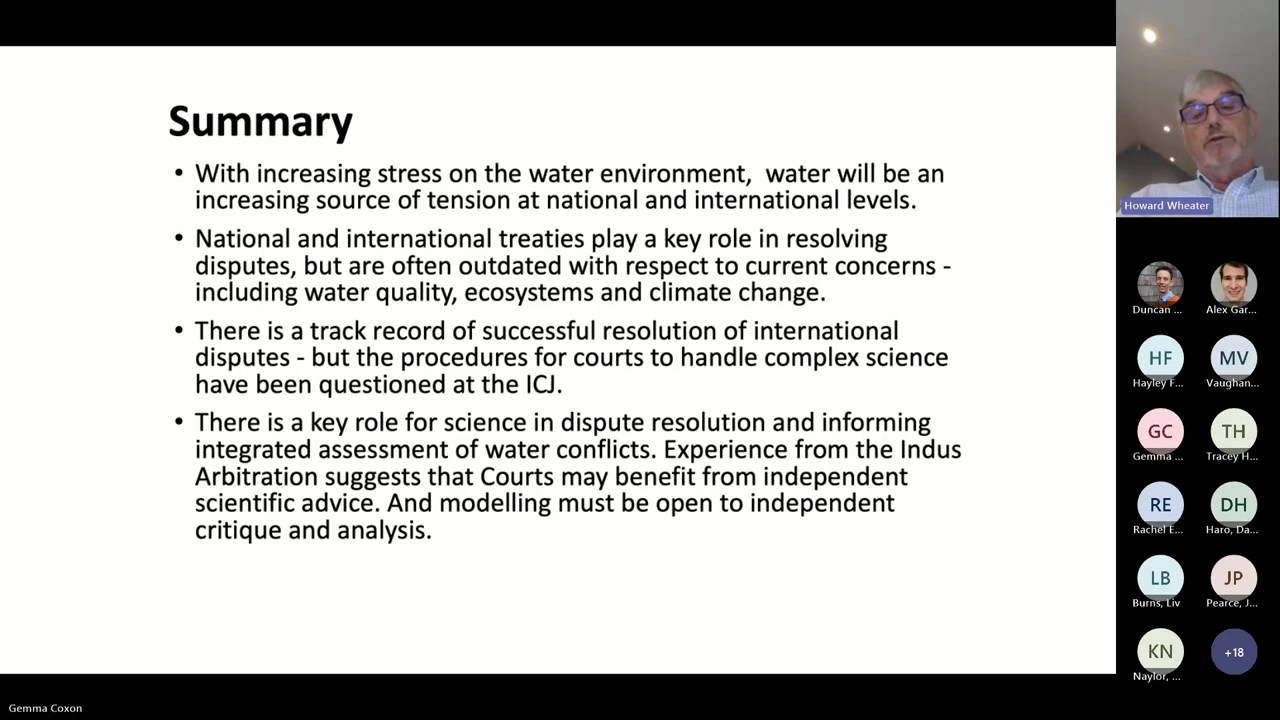 Summary
• With increasing stress on the water environment,  water will be an
increasing source of tension at national and international levels.
• National and international treaties play a key role in resolving
disputes, but are often outdated with respect to current concerns -
including water quality, ecosystems and climate change.
• There is a track record of successful resolution of international
disputes - but the procedures for courts to handle complex science
have been questioned at the ICJ.
• There is a key role for science in dispute resolution and informing
integrated assessment of water conflicts. Experience from the Indus
Arbitration suggests that Courts may benefit from independent
scientific advice. And modelling must be open to independent
critique and analysis.
Howard Wheater
Duncan ...
Alex Gar...
HF
Hayley F...
MV
Vaughan...
GC
Gemma ...
TH
Tracey H...
RE
Rachel E...
DH
Haro, Da...
LB
Burns, Liv
JP
Pearce, J...
KN
Naylor, ...
+18
Gemma Coxon